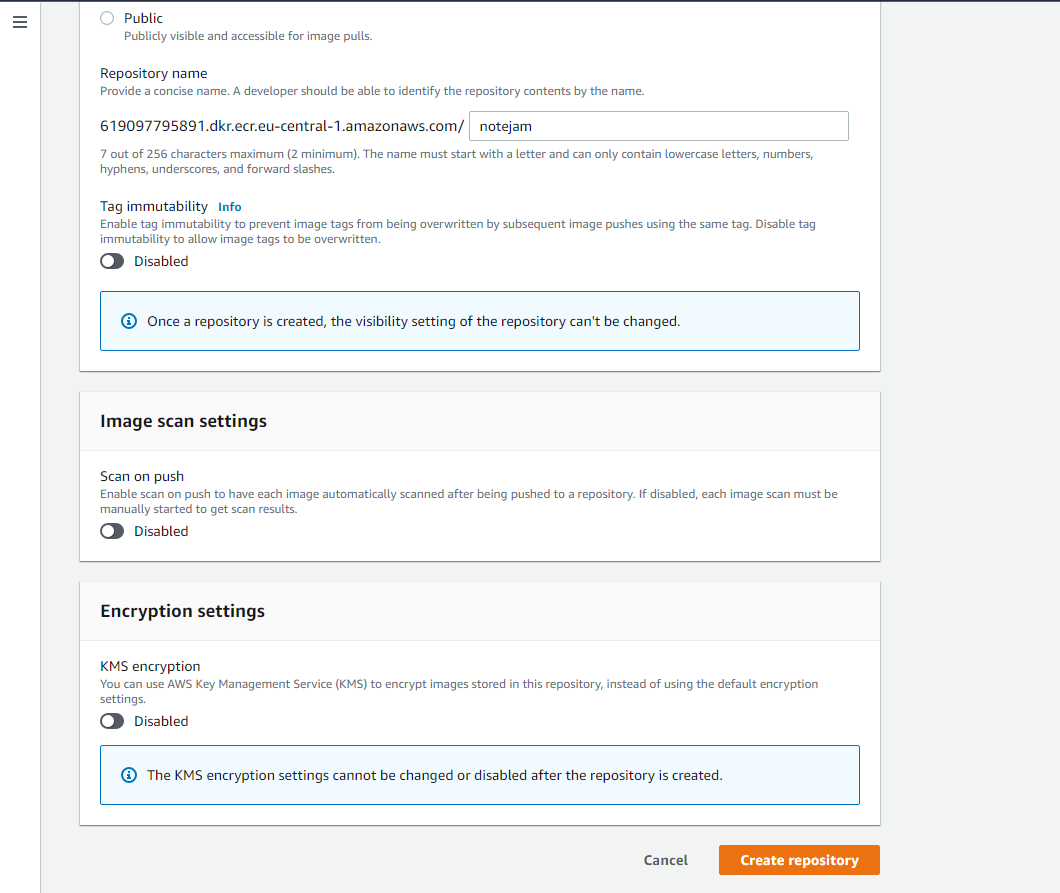 Public
Publicly visible and accessible for image pulls.
Repository name
Provide a concise name. A developer should be able to identify the repository contents by the name.
619097795891.dkr.ecr.eu-central-1.amazonaws.com/ notejam
7 out of 256 characters maximum (2 minimum). The name must start with a letter and can only contain lowercase letters, numbers,
hyphens, underscores, and forward slashes.
Tag immutability Info
Enable tag immutability to prevent image tags from being overwritten by subsequent image pushes using the same tag. Disable tag
immutability to allow image tags to be overwritten.
Disabled
Once a repository is created, the visibility setting of the repository can't be changed.
Image scan settings
Scan on push
Enable scan on push to have each image automatically scanned after being pushed to a repository. If disabled, each image scan must be
manually started to get scan results.
Disabled
Encryption settings
KMS encryption
You can use AWS Key Management Service (KMS) to encrypt images stored in this repository, instead of using the default encryption
settings.
Disabled
The KMS encryption settings cannot be changed or disabled after the repository is created.
Cancel Create repository